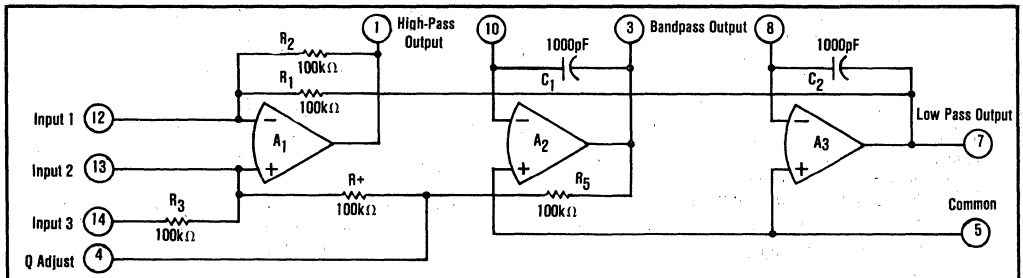 1
High-Pass
Output
10
1000pF
3
Bandpass Output
8
1000pF
R2
100kΩ
R1
100kΩ
C1
C2
Input 1
12
−
A1
+
−
A2
+
−
A3
+
Low Pass Output
7
Input 2
13
R+
100kΩ
R5
100kΩ
R3
100kΩ
Input 3
14
Common
5
Q Adjust
4